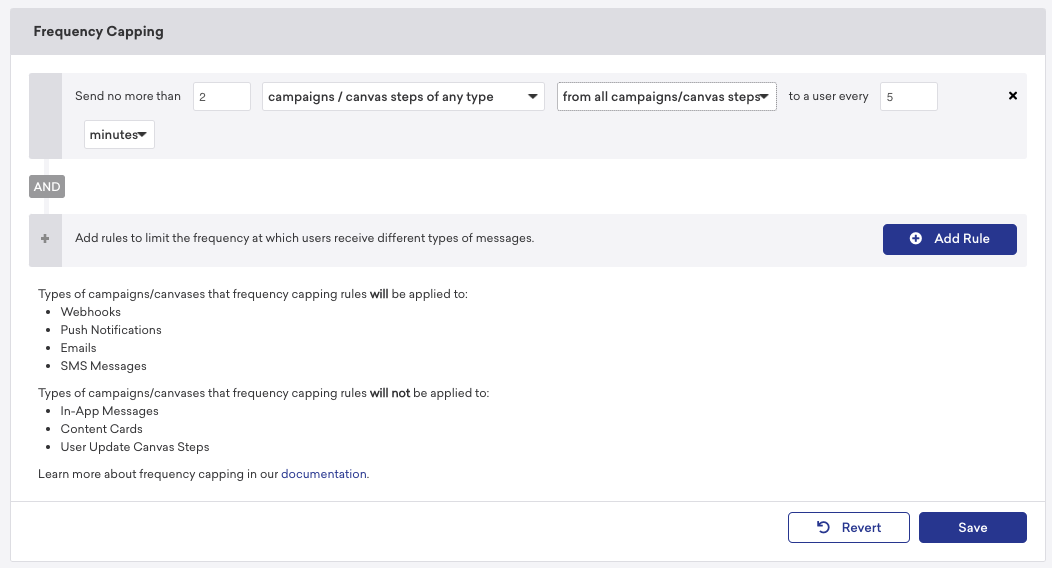 Frequency Capping
Send no more than 2 campaigns / canvas steps of any type from all campaigns/canvas steps to a user every 5
minutes
AND
Add rules to limit the frequency at which users receive different types of messages. Add Rule
Types of campaigns/canvases that frequency capping rules will be applied to:
Webhooks
Push Notifications
Emails
SMS Messages
Types of campaigns/canvases that frequency capping rules will not be applied to:
In-App Messages
Content Cards
User Update Canvas Steps
Learn more about frequency capping in our documentation.
Revert Save